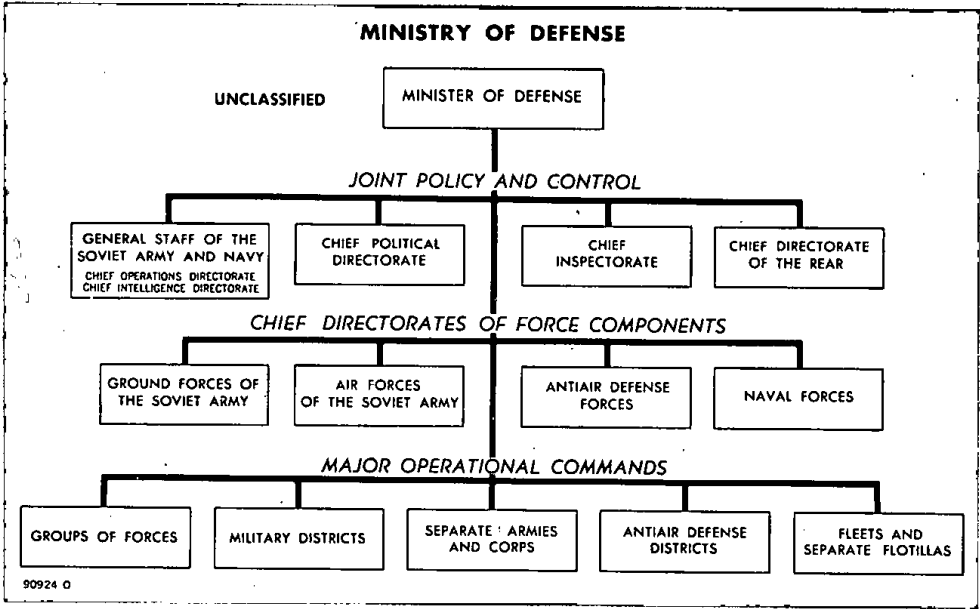 MINISTRY OF DEFENSE
UNCLASSIFIED
MINISTER OF DEFENSE
JOINT POLICY AND CONTROL
GENERAL STAFF OF THE
SOVIET ARMY AND NAVY
CHIEF OPERATIONS DIRECTORATE
CHIEF INTELLIGENCE DIRECTORATE
CHIEF POLITICAL
DIRECTORATE
CHIEF
INSPECTORATE
CHIEF DIRECTORATE
OF THE REAR
CHIEF DIRECTORATES OF FORCE COMPONENTS
GROUND FORCES OF
THE SOVIET ARMY
AIR FORCES
OF THE SOVIET ARMY
ANTIAIR DEFENSE
FORCES
NAVAL FORCES
MAJOR OPERATIONAL COMMANDS
GROUPS OF FORCES
MILITARY DISTRICTS
SEPARATE ARMIES
AND CORPS
ANTIAIR DEFENSE
DISTRICTS
FLEETS AND
SEPARATE FLOTILLAS
90924 O